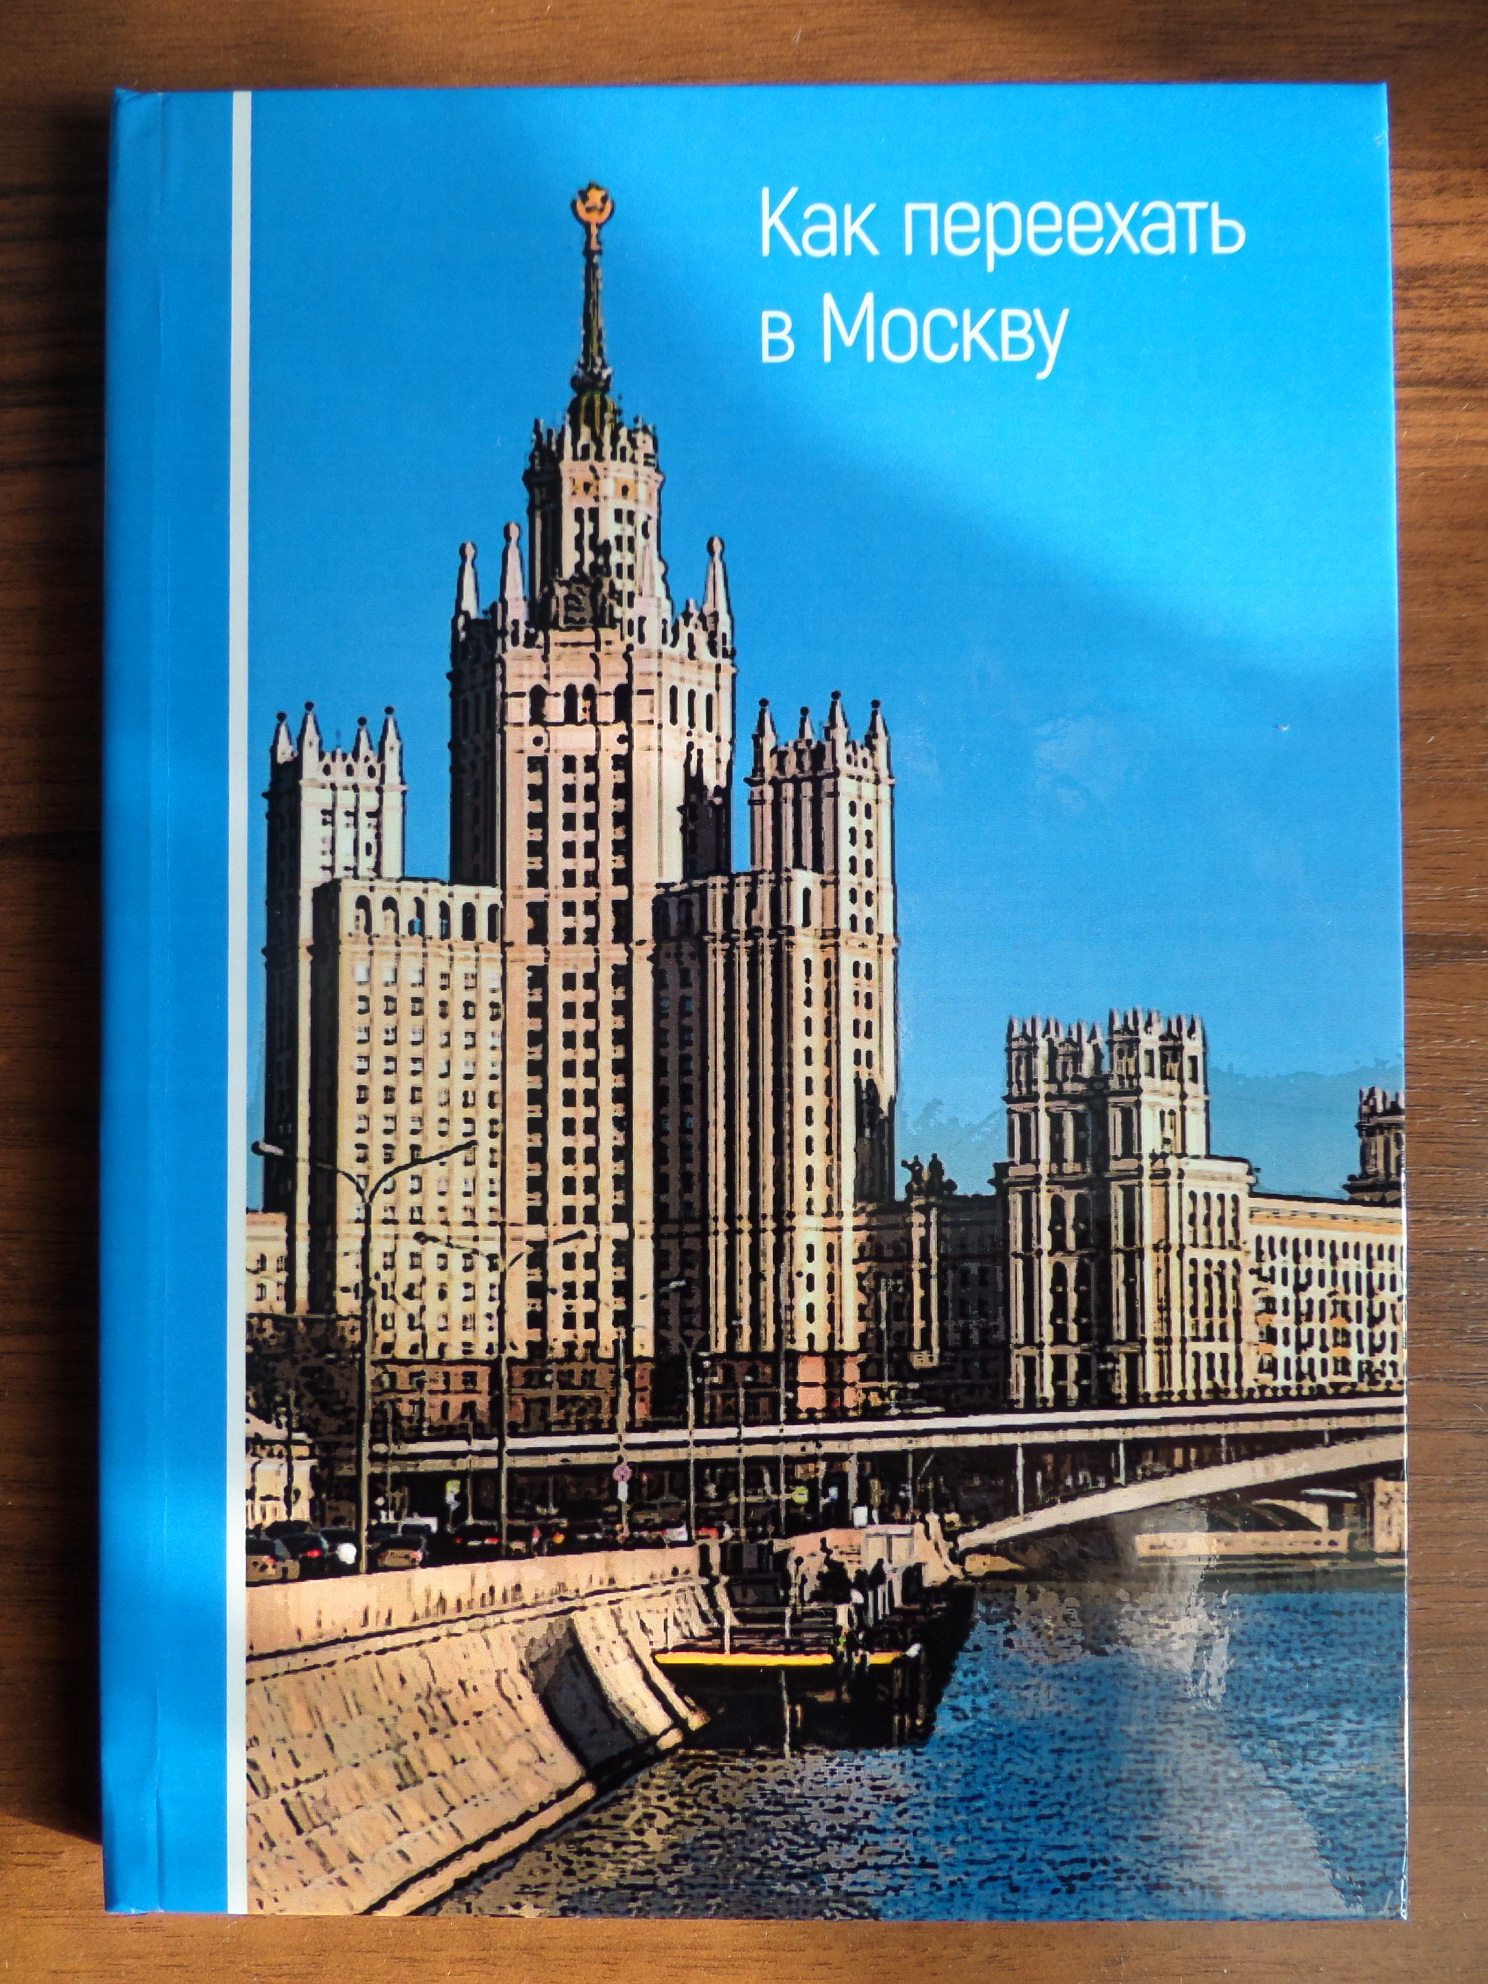 Как переехать
в Москву